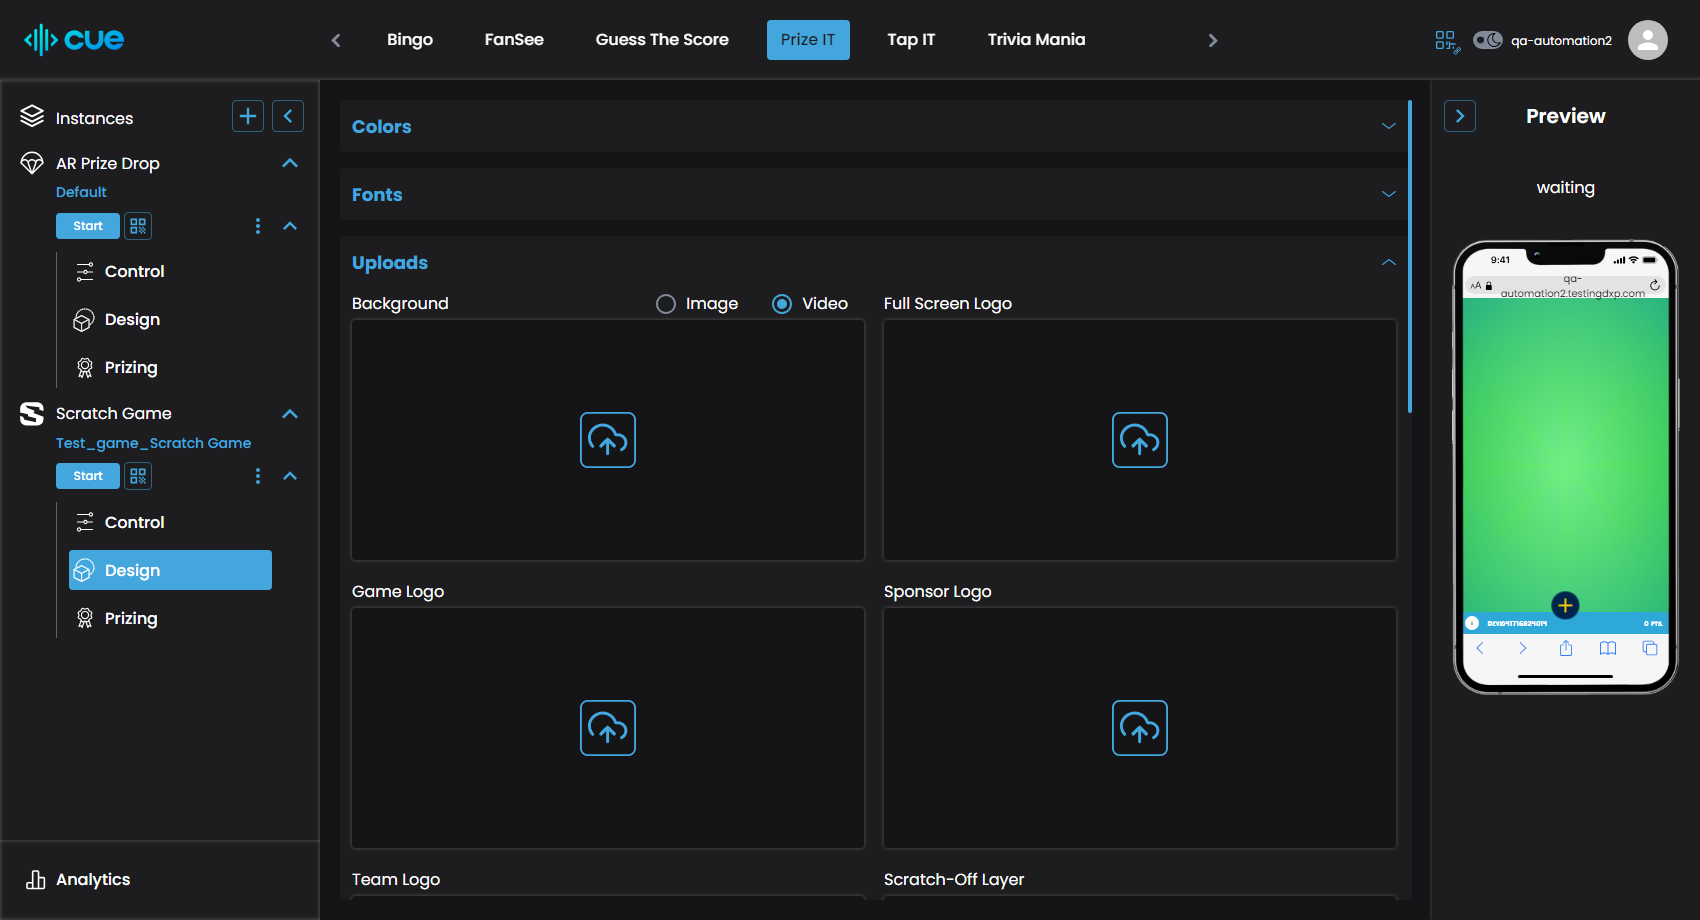 cue
Bingo
FanSee
Guess The Score
Prize IT
Tap IT
Trivia Mania
qa-automation2
Instances
AR Prize Drop
Default
Start
Control
Design
Prizing
Scratch Game
Test_game_Scratch Game
Start
Control
Design
Prizing
Analytics
Colors
Fonts
Uploads
Background
Image
Video
Full Screen Logo
Game Logo
Sponsor Logo
Team Logo
Scratch-Off Layer
Preview
waiting
9:41
AA
qa-
automation2.testingdxp.com
0 PTS.